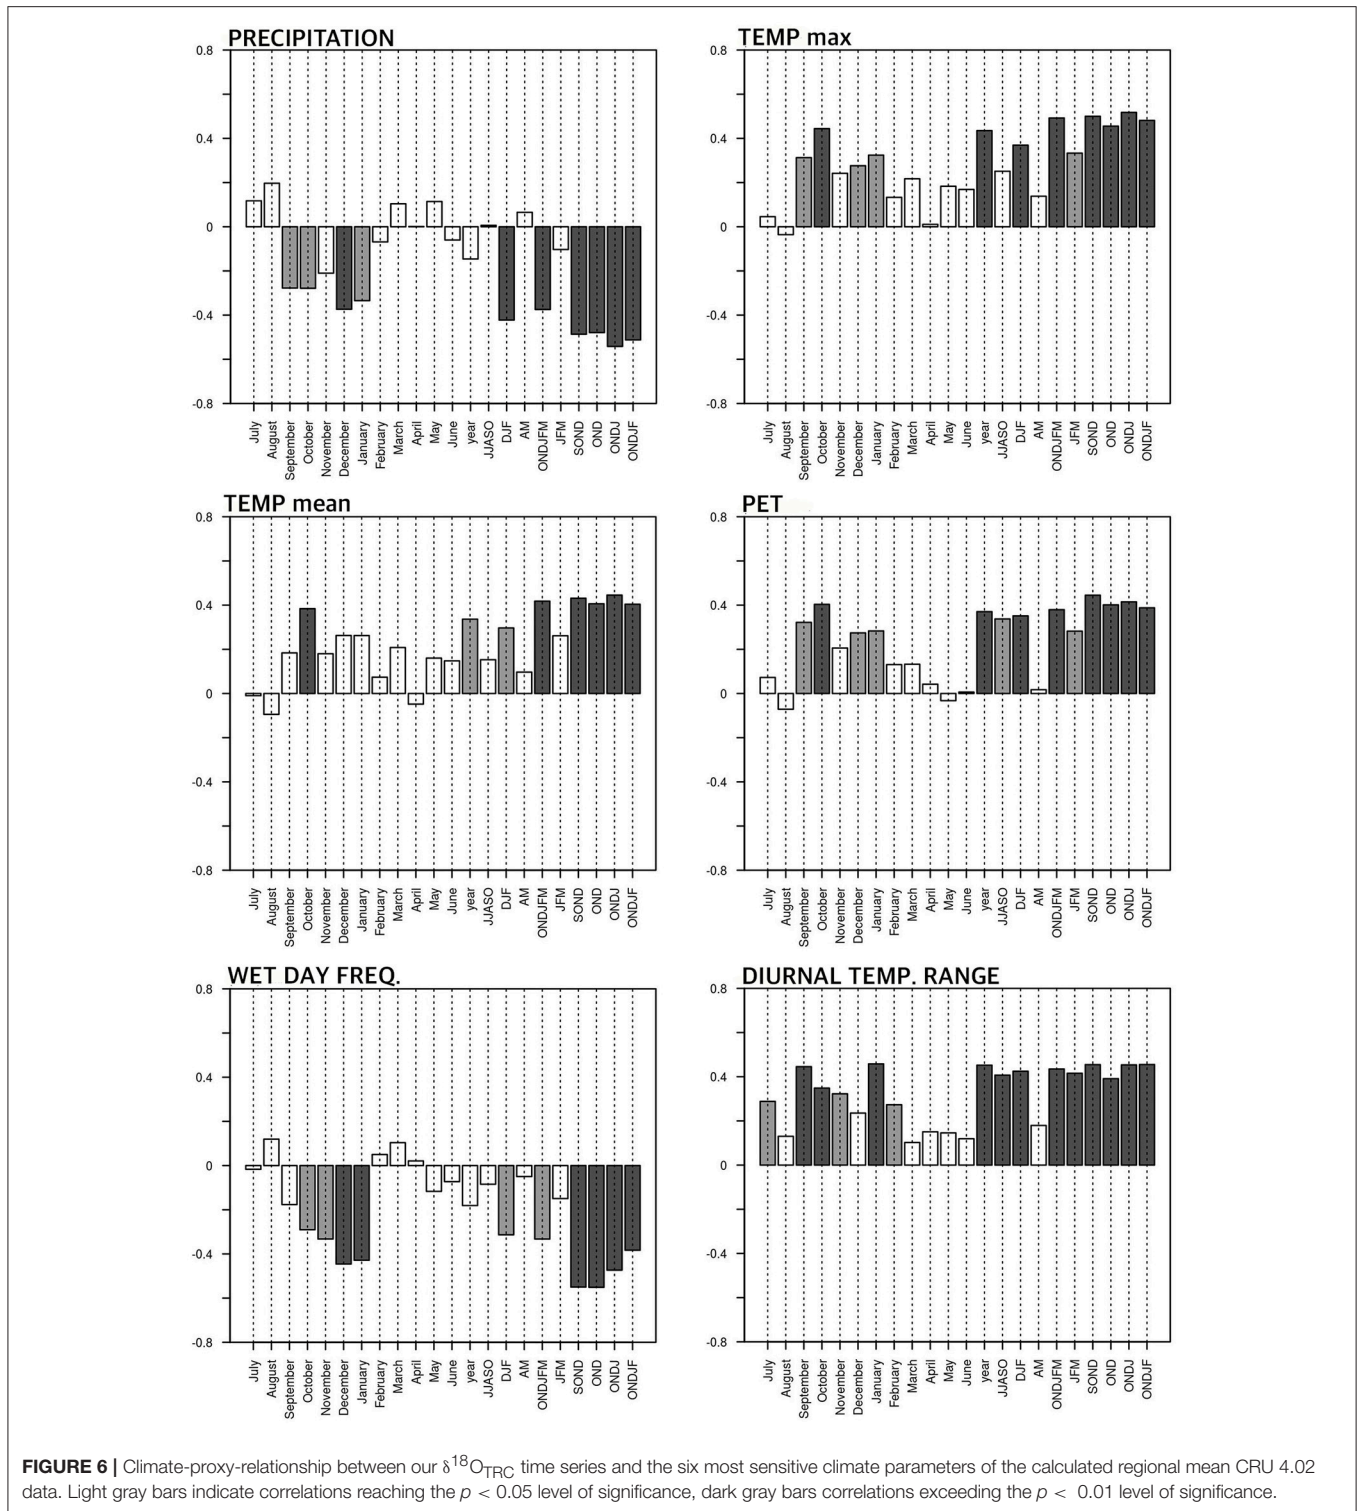 PRECIPITATION
0.8
0.4
0
-0.4
-0.8
July
August
September
October
November
December
January
February
March
April
May
June
year
JJASO
DJF
AM
ONDJFM
JFM
SOND
OND
ONDJ
ONDJF
TEMP max
0.8
0.4
0
-0.4
-0.8
July
August
September
October
November
December
January
February
March
April
May
June
year
JJASO
DJF
AM
ONDJFM
JFM
SOND
OND
ONDJ
ONDJF
TEMP mean
0.8
0.4
0
-0.4
-0.8
July
August
September
October
November
December
January
February
March
April
May
June
year
JJASO
DJF
AM
ONDJFM
JFM
SOND
OND
ONDJ
ONDJF
PET
0.8
0.4
0
-0.4
-0.8
July
August
September
October
November
December
January
February
March
April
May
June
year
JJASO
DJF
AM
ONDJFM
JFM
SOND
OND
ONDJ
ONDJF
WET DAY FREQ.
0.8
0.4
0
-0.4
-0.8
July
August
September
October
November
December
January
February
March
April
May
June
year
JJASO
DJF
AM
ONDJFM
JFM
SOND
OND
ONDJ
ONDJF
DIURNAL TEMP. RANGE
0.8
0.4
0
-0.4
-0.8
July
August
September
October
November
December
January
February
March
April
May
June
year
JJASO
DJF
AM
ONDJFM
JFM
SOND
OND
ONDJ
ONDJF
FIGURE 6 | Climate-proxy-relationship between our δ18OTRC time series and the six most sensitive climate parameters of the calculated regional mean CRU 4.02
data. Light gray bars indicate correlations reaching the p < 0.05 level of significance, dark gray bars correlations exceeding the p < 0.01 level of significance.